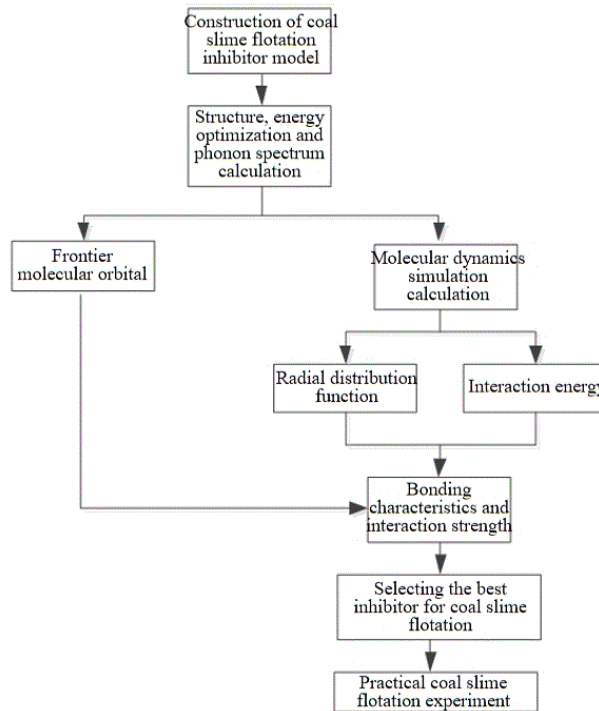 Construction of coal
slime flotation
inhibitor model
Structure, energy
optimization and
phonon spectrum
calculation
Frontier
molecular orbital
Molecular dynamics
simulation
calculation
Radial distribution
function
Interaction energy
Bonding
characteristics and
interaction strength
Selecting the best
inhibitor for coal slime
flotation
Practical coal slime
flotation experiment